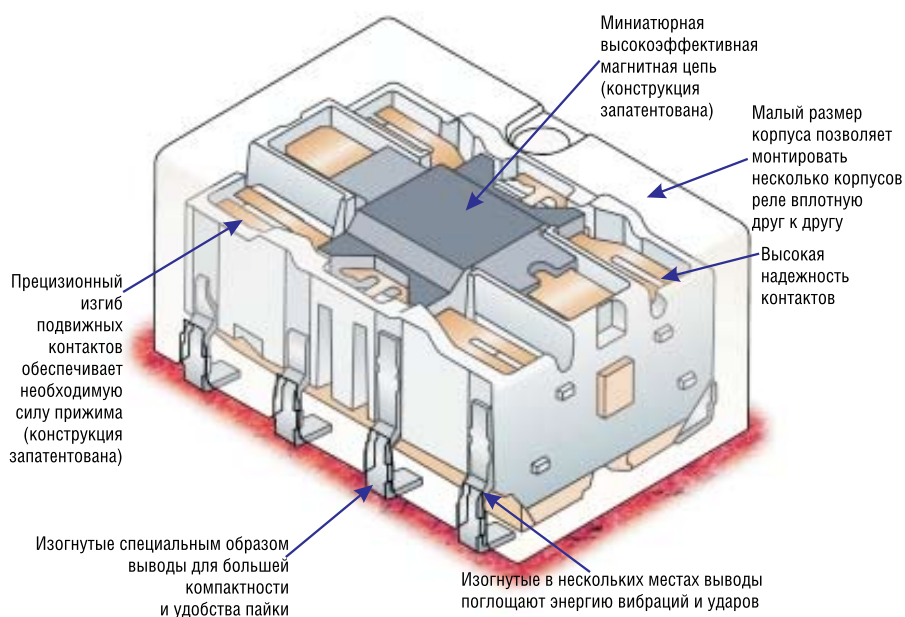 Миниатюрная
высокоэффективная
магнитная цепь
(конструкция
запатентована)
Малый размер
корпуса позволяет
монтировать
несколько корпусов
реле вплотную
друг к другу
Высокая
надежность
контактов
Прецизионный
изгиб
подвижных
контактов
обеспечивает
необходимую
силу прижима
(конструкция
запатентована)
Изогнутые специальным образом
выводы для большей
компактности
и удобства пайки
Изогнутые в нескольких местах выводы
поглощают энергию вибраций и ударов